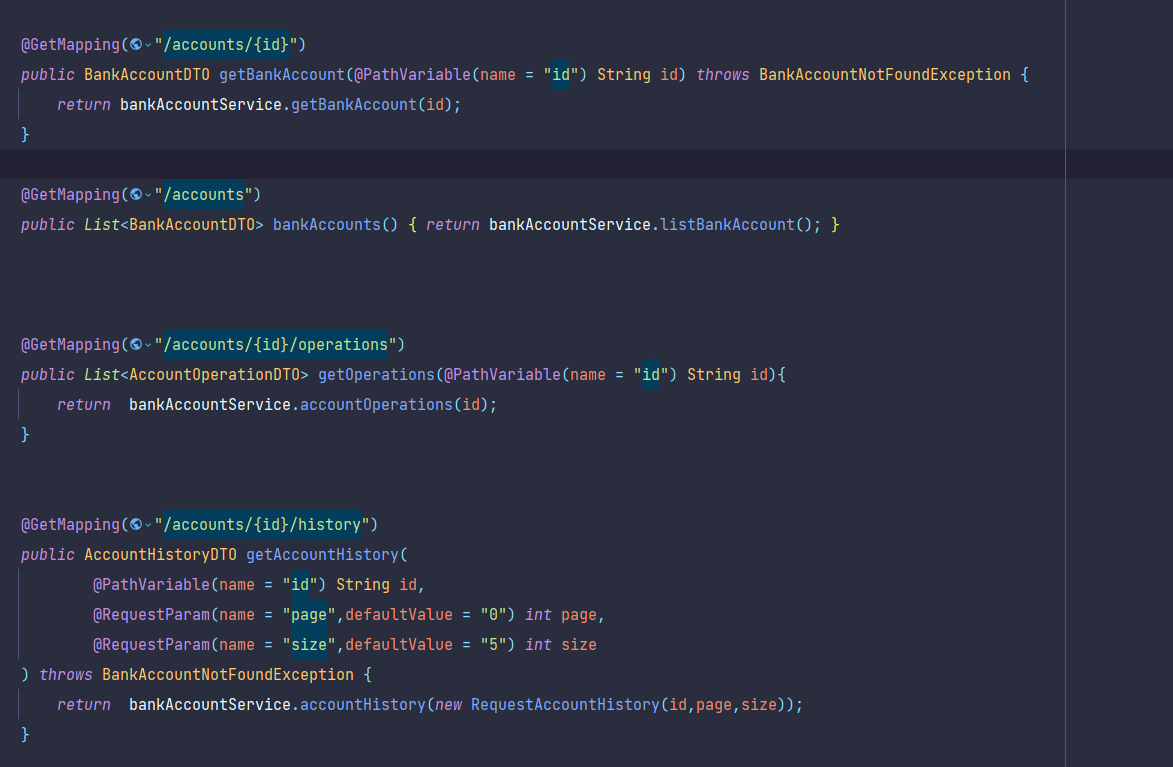 @GetMapping("/accounts/{id}")
public BankAccountDTO getBankAccount(@PathVariable(name = "id") String id) throws BankAccountNotFoundException {
    return bankAccountService.getBankAccount(id);
}
@GetMapping("/accounts")
public List<BankAccountDTO> bankAccounts() { return bankAccountService.listBankAccount(); }
@GetMapping("/accounts/{id}/operations")
public List<AccountOperationDTO> getOperations(@PathVariable(name = "id") String id){
    return  bankAccountService.accountOperations(id);
}
@GetMapping("/accounts/{id}/history")
public AccountHistoryDTO getAccountHistory(
        @PathVariable(name = "id") String id,
        @RequestParam(name = "page",defaultValue = "0") int page,
        @RequestParam(name = "size",defaultValue = "5") int size
) throws BankAccountNotFoundException {
    return  bankAccountService.accountHistory(new RequestAccountHistory(id,page,size));
}